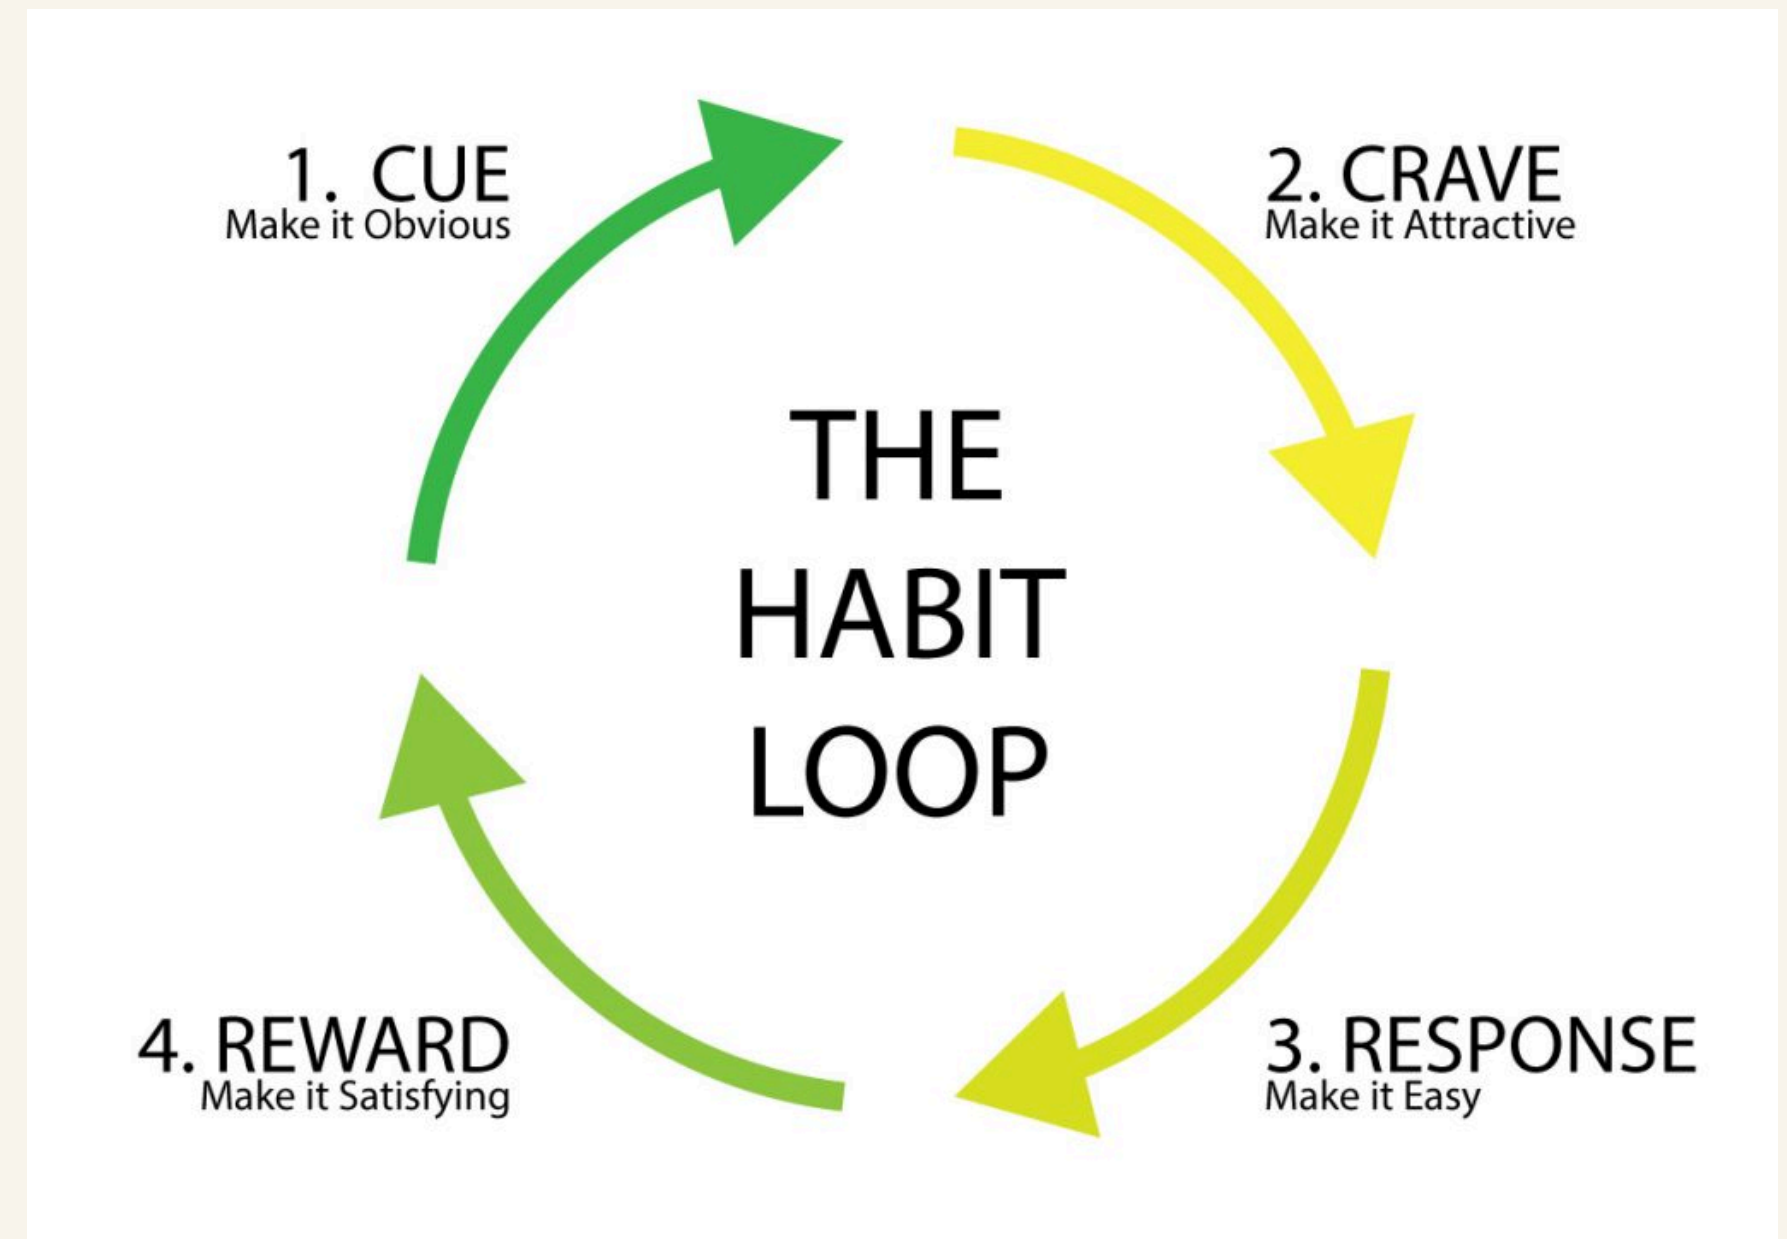 1. CUE
Make it Obvious
2. CRAVE
Make it Attractive
THE
HABIT
LOOP
3. RESPONSE
Make it Easy
4. REWARD
Make it Satisfying